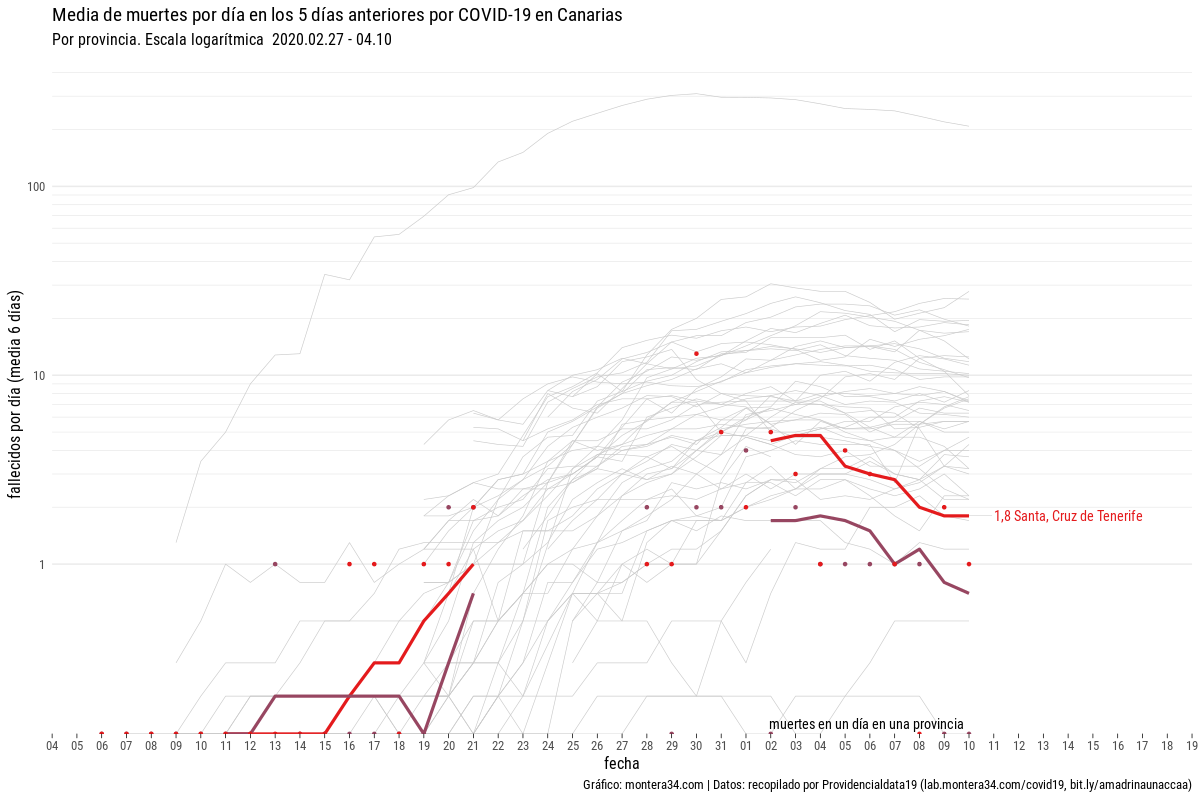 Media de muertes por día en los 5 días anteriores por COVID-19 en Canarias
Por provincia. Escala logarítmica  2020.02.27 - 04.10
fallecidos por día (media 6 días)
100
10
1
1,8 Santa, Cruz de Tenerife
muertes en un día en una provincia
04 05 06 07 08 09 10 11 12 13 14 15 16 17 18 19 20 21 22 23 24 25 26 27 28 29 30 31 01 02 03 04 05 06 07 08 09 10 11 12 13 14 15 16 17 18 19
fecha
Gráfico: montera34.com | Datos: recopilado por Providencialdata19 (lab.montera34.com/covid19, bit.ly/amadrinaunaccaa)